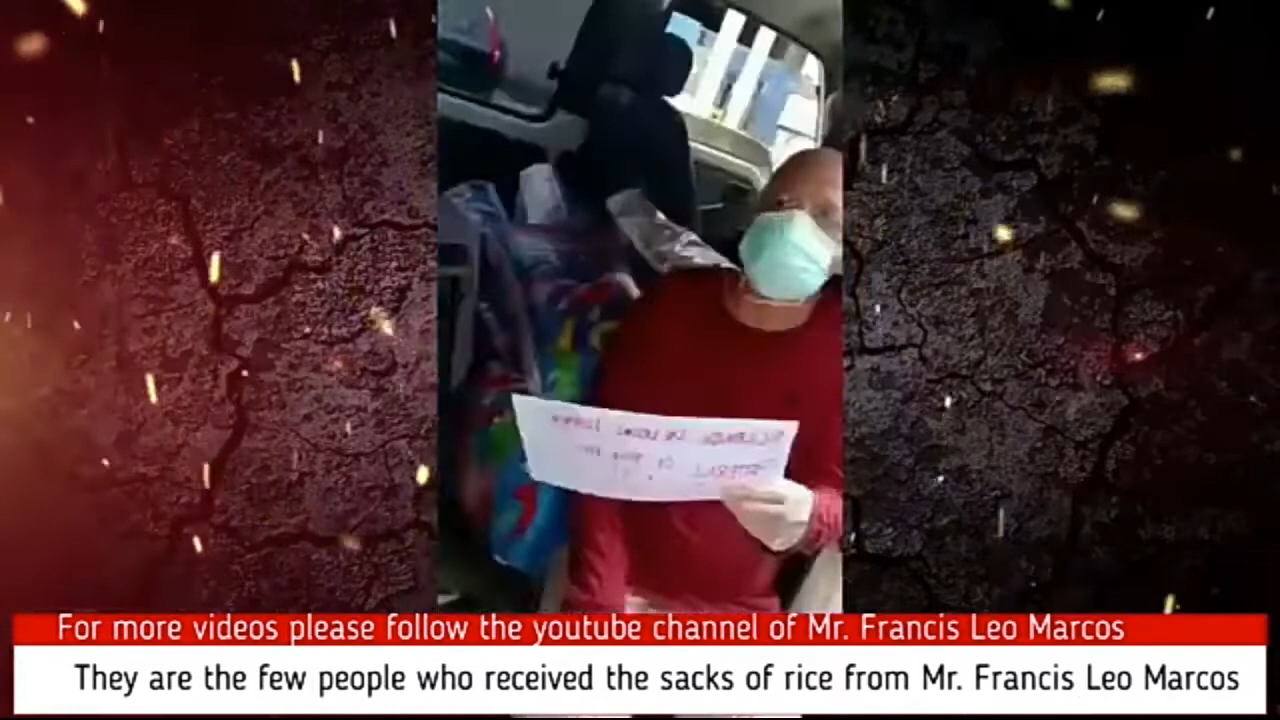 For more videos please follow the youtube channel of Mr. Francis Leo Marcos
They are the few people who received the sacks of rice from Mr. Francis Leo Marcos